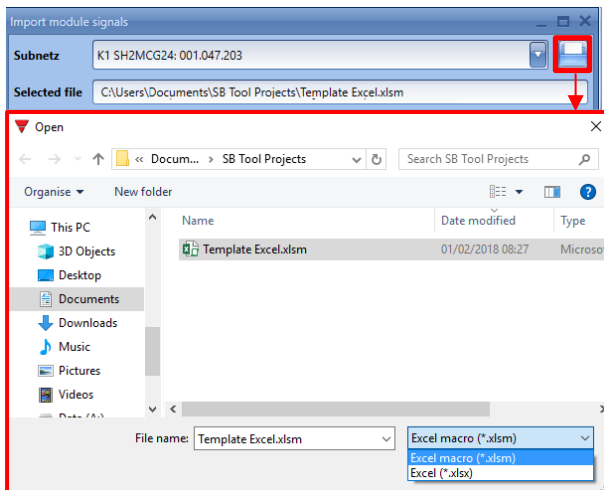 Import module signals
Subnetz K1 SH2MCG24: 001.047.203
Selected file C:\Users\Documents\SB Tool Projects\Template Excel.xlsm
Open
« Docum... > SB Tool Projects Search SB Tool Projects
Organise New folder
Name Date modified Type
This PC
Template Excel.xlsm 01/02/2018 08:27 Microso
3D Objects
Desktop
Documents
Downloads
Music
Pictures
Videos
File name: Template Excel.xlsm Excel macro (*.xlsm)
Excel macro (*.xlsm)
Excel (*.xlsx)